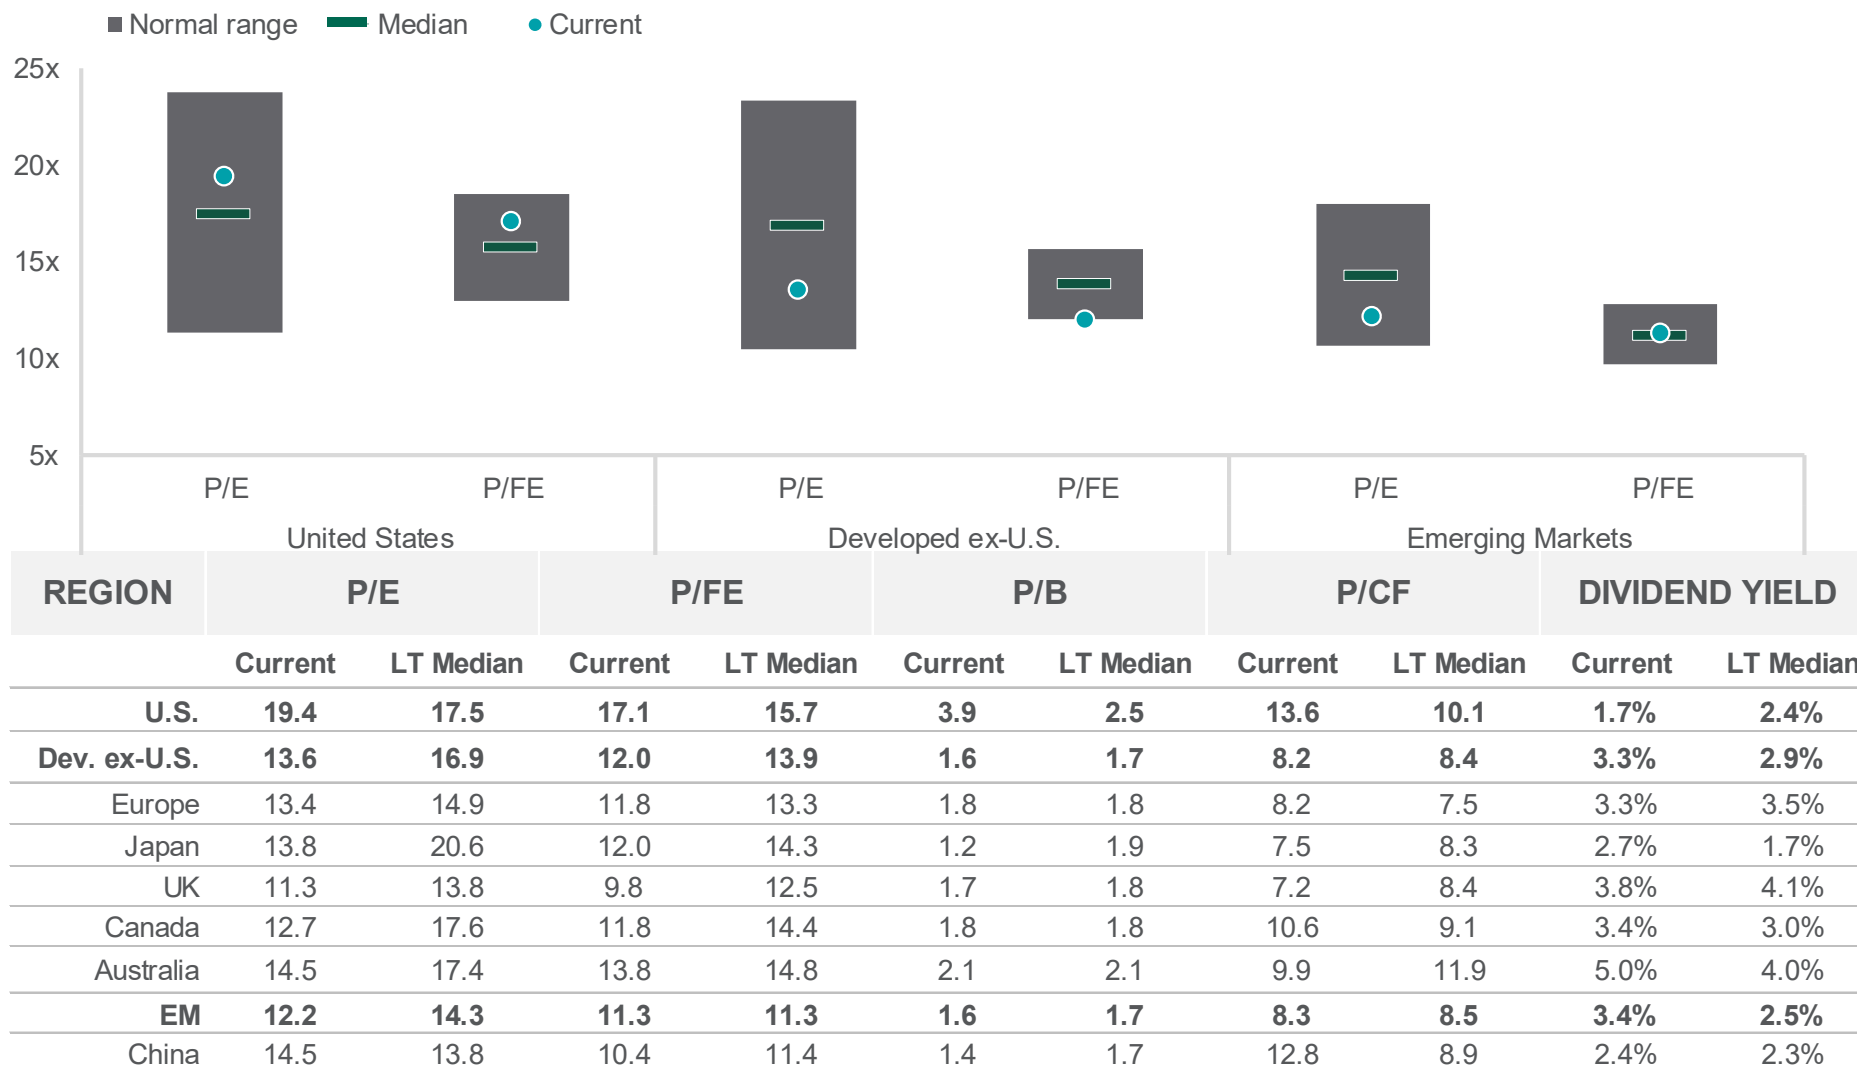 Normal range Median Current
25x
20x
15x
10x
5x
P/E P/FE P/E P/FE P/E P/FE
United States Developed ex-U.S. Emerging Markets
REGION P/E P/FE P/B P/CF DIVIDEND YIELD
Current LT Median Current LT Median Current LT Median Current LT Median Current LT Median
U.S. 19.4 17.5 17.1 15.7 3.9 2.5 13.6 10.1 1.7% 2.4%
Dev. ex-U.S. 13.6 16.9 12.0 13.9 1.6 1.7 8.2 8.4 3.3% 2.9%
Europe 13.4 14.9 11.8 13.3 1.8 1.8 8.2 7.5 3.3% 3.5%
Japan 13.8 20.6 12.0 14.3 1.2 1.9 7.5 8.3 2.7% 1.7%
UK 11.3 13.8 9.8 12.5 1.7 1.8 7.2 8.4 3.8% 4.1%
Canada 12.7 17.6 11.8 14.4 1.8 1.8 10.6 9.1 3.4% 3.0%
Australia 14.5 17.4 13.8 14.8 2.1 2.1 9.9 11.9 5.0% 4.0%
EM 12.2 14.3 11.3 11.3 1.6 1.7 8.3 8.5 3.4% 2.5%
China 14.5 13.8 10.4 11.4 1.4 1.7 12.8 8.9 2.4% 2.3%